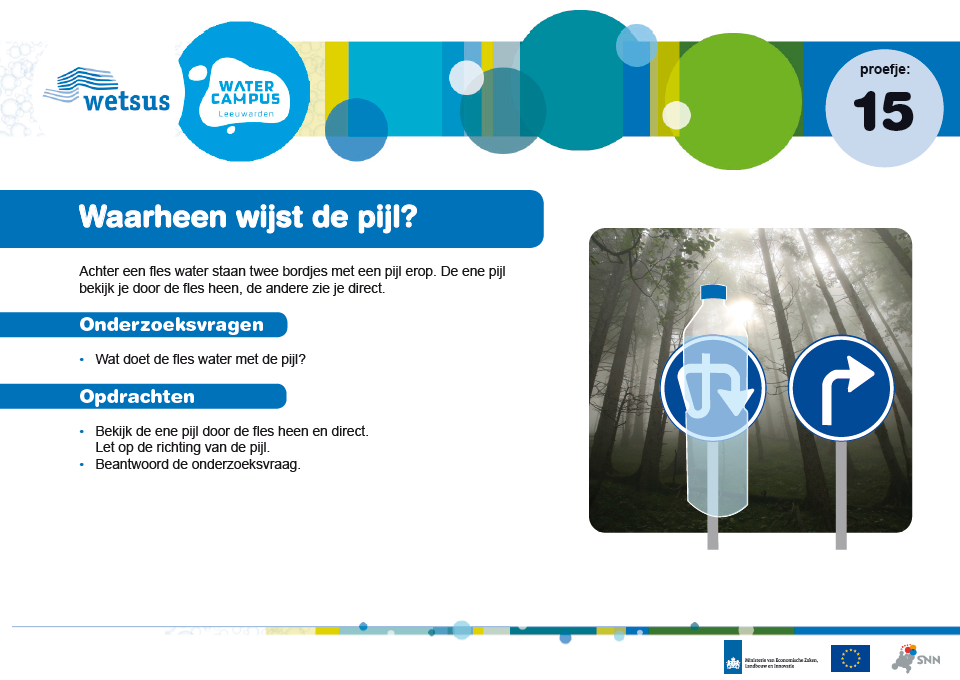 wetsus
WATER
CAMPUS
Leeuwarden
proefje:
15
Waarheen wijst de pijl?
Achter een fles water staan twee bordjes met een pijl erop. De ene pijl
bekijk je door de fles heen, de andere zie je direct.
Onderzoeksvragen
• Wat doet de fles water met de pijl?
Opdrachten
• Bekijk de ene pijl door de fles heen en direct.
Let op de richting van de pijl.
• Beantwoord de onderzoeksvraag.
Ministerie van Economische Zaken,
Landbouw en Innovatie
SNN